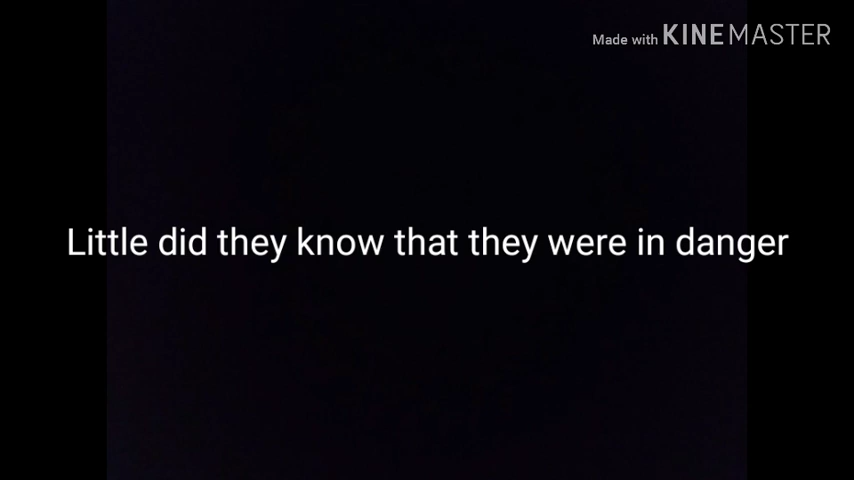 Made with KINEMASTER
Little did they know that they were in danger